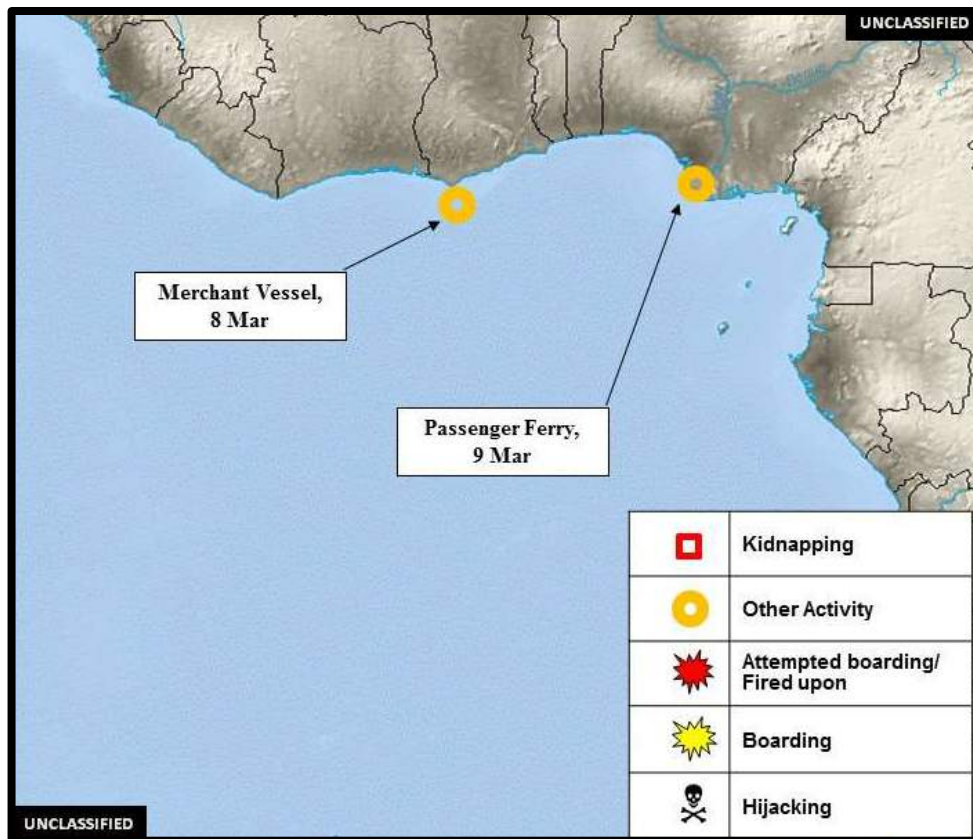 UNCLASSIFIED
Merchant Vessel,
8 Mar
Passenger Ferry,
9 Mar
Kidnapping
Other Activity
Attempted boarding/
Fired upon
Boarding
Hijacking
UNCLASSIFIED